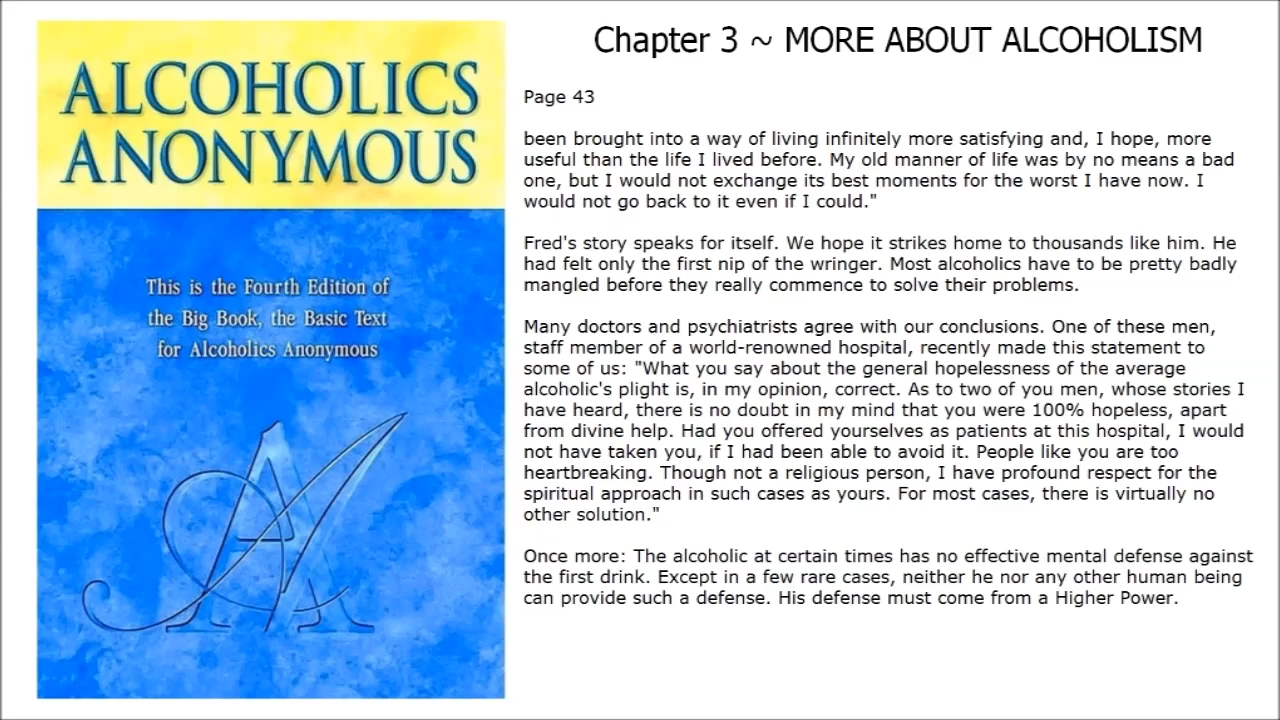 ALCOHOLICS
ANONYMOUS
This is the Fourth Edition of
the Big Book, the Basic Text
for Alcoholics Anonymous
AA
Chapter 3 ~ MORE ABOUT ALCOHOLISM
Page 43
been brought into a way of living infinitely more satisfying and, I hope, more
useful than the life I lived before. My old manner of life was by no means a bad
one, but I would not exchange its best moments for the worst I have now. I
would not go back to it even if I could."
Fred's story speaks for itself. We hope it strikes home to thousands like him. He
had felt only the first nip of the wringer. Most alcoholics have to be pretty badly
mangled before they really commence to solve their problems.
Many doctors and psychiatrists agree with our conclusions. One of these men,
staff member of a world-renowned hospital, recently made this statement to
some of us: "What you say about the general hopelessness of the average
alcoholic's plight is, in my opinion, correct. As to two of you men, whose stories I
have heard, there is no doubt in my mind that you were 100% hopeless, apart
from divine help. Had you offered yourselves as patients at this hospital, I would
not have taken you, if I had been able to avoid it. People like you are too
heartbreaking. Though not a religious person, I have profound respect for the
spiritual approach in such cases as yours. For most cases, there is virtually no
other solution."
Once more: The alcoholic at certain times has no effective mental defense against
the first drink. Except in a few rare cases, neither he nor any other human being
can provide such a defense. His defense must come from a Higher Power.